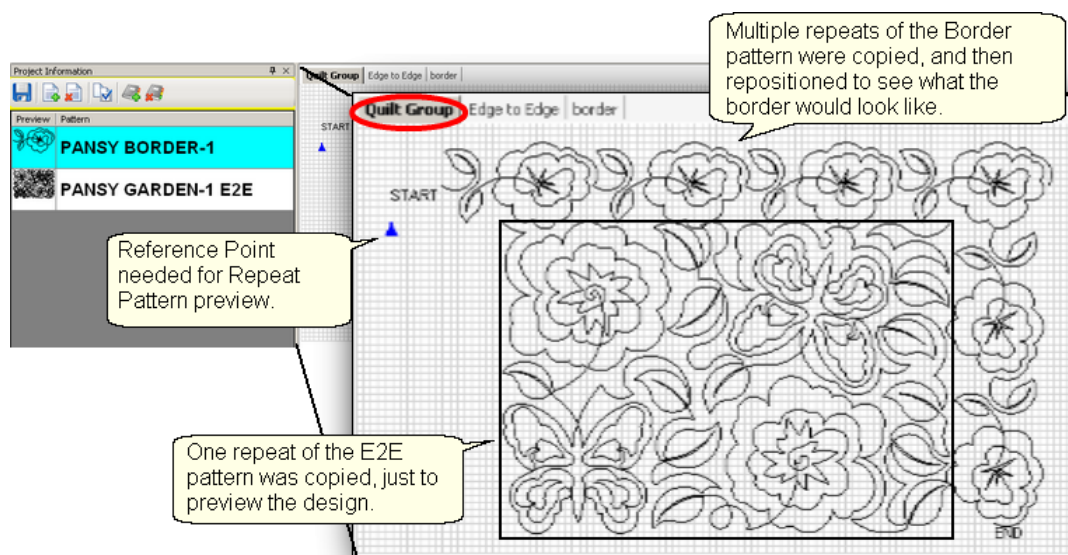 Multiple repeats of the Border
pattern were copied, and then
repositioned to see what the
border would look like.
Project Information
Quilt Group Edge to Edge border
Quilt Group Edge to Edge border
Preview Pattern
START
START
PANSY BORDER-1
PANSY GARDEN-1 E2E
Reference Point
needed for Repeat
Pattern preview.
One repeat of the E2E
pattern was copied, just to
preview the design.
END